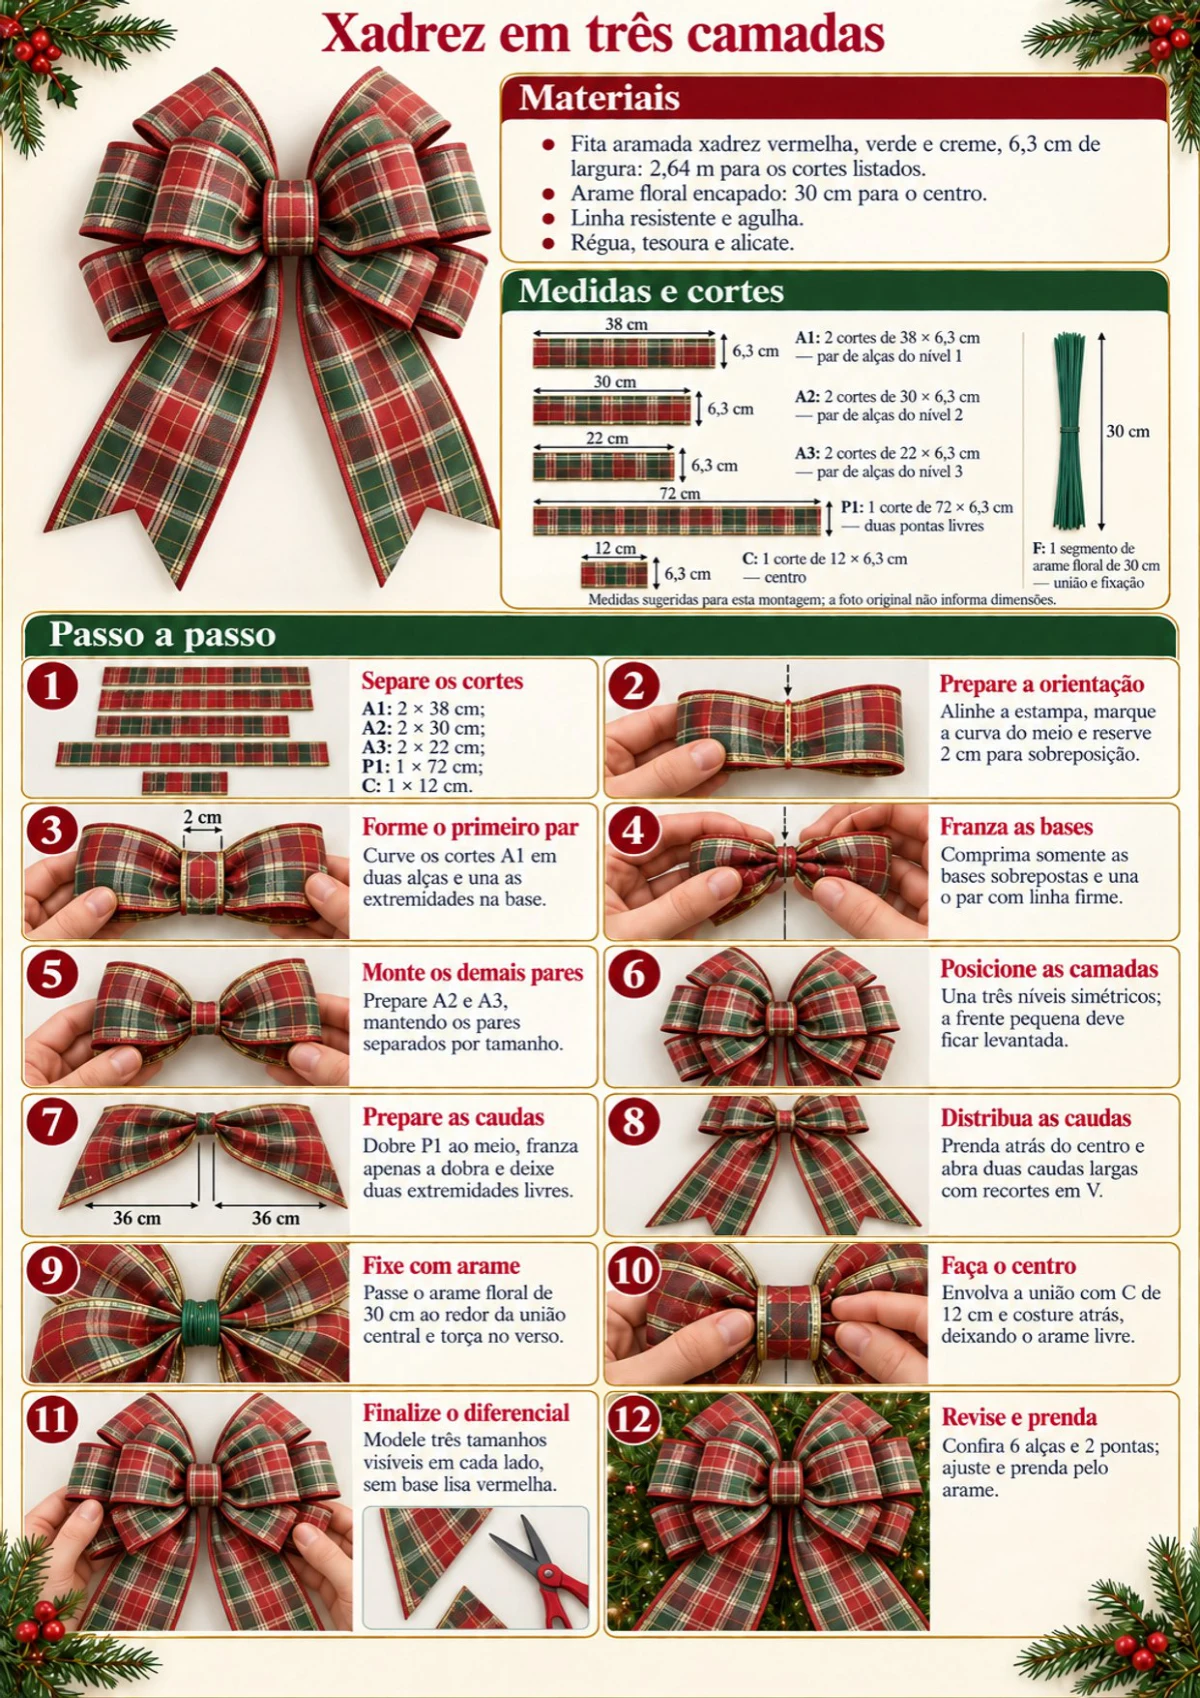 Xadrez em três camadas
Materiais
Fita aramada xadrez vermelha, verde e creme, 6,3 cm de
largura: 2,64 m para os cortes listados.
Arame floral encapado: 30 cm para o centro.
Linha resistente e agulha.
Régua, tesoura e alicate.
Medidas e cortes
38 cm
6,3 cm
A1: 2 cortes de 38 × 6,3 cm
— par de alças do nível 1
30 cm
6,3 cm
A2: 2 cortes de 30 × 6,3 cm
— par de alças do nível 2
22 cm
6,3 cm
A3: 2 cortes de 22 × 6,3 cm
— par de alças do nível 3
72 cm
P1: 1 corte de 72 × 6,3 cm
— duas pontas livres
12 cm
6,3 cm
C: 1 corte de 12 × 6,3 cm
— centro
30 cm
F: 1 segmento de
arame floral de 30 cm
— união e fixação
Medidas sugeridas para esta montagem; a foto original não informa dimensões.
Passo a passo
1
Separe os cortes
A1: 2 × 38 cm;
A2: 2 × 30 cm;
A3: 2 × 22 cm;
P1: 1 × 72 cm;
C: 1 × 12 cm.
2
Prepare a orientação
Alinhe a estampa, marque
a curva do meio e reserve
2 cm para sobreposição.
3
2 cm
Forme o primeiro par
Curve os cortes A1 em
duas alças e una as
extremidades na base.
4
Franza as bases
Comprima somente as
bases sobrepostas e una
o par com linha firme.
5
Monte os demais pares
Prepare A2 e A3,
mantendo os pares
separados por tamanho.
6
Posicione as camadas
Una três níveis simétricos;
a frente pequena deve
ficar levantada.
7
36 cm
36 cm
Prepare as caudas
Dobre P1 ao meio, franza
apenas a dobra e deixe
duas extremidades livres.
8
Distribua as caudas
Prenda atrás do centro e
abra duas caudas largas
com recortes em V.
9
Fixe com arame
Passe o arame floral de
30 cm ao redor da união
central e torça no verso.
10
Faça o centro
Envolva a união com C de
12 cm e costure atrás,
deixando o arame livre.
11
Finalize o diferencial
Modele três tamanhos
visíveis em cada lado,
sem base lisa vermelha.
12
Revise e prenda
Confira 6 alças e 2 pontas;
ajuste e prenda pelo
arame.